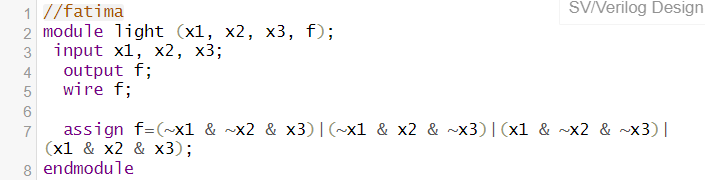 SV/Verilog Design
1 //fatima
2 module light (x1, x2, x3, f);
3 input x1, x2, x3;
4 output f;
5 wire f;
6
7 assign f=(~x1 & ~x2 & x3)|(~x1 & x2 & ~x3)|(x1 & ~x2 & ~x3)|
(x1 & x2 & x3);
8 endmodule